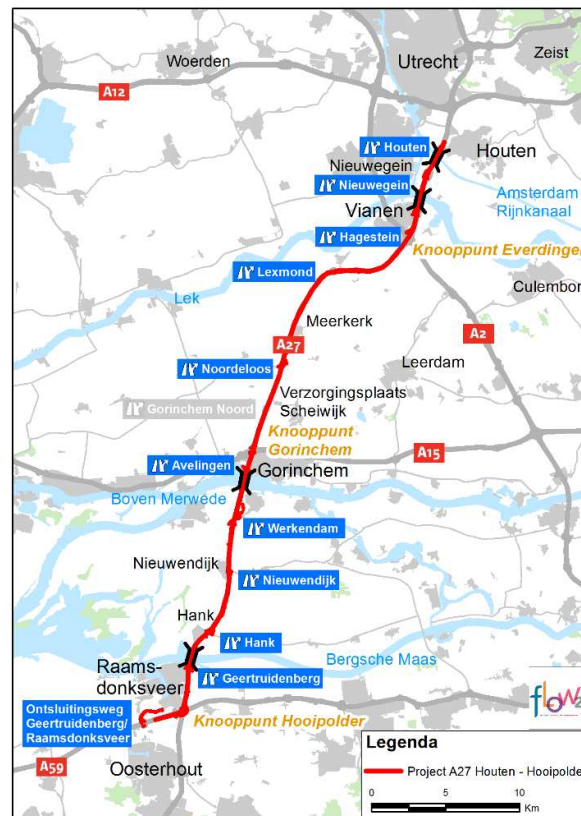 Woerden
Utrecht
Zeist
A12
Houten
Nieuwegein
Houten
Nieuwegein
Amsterdam
Rijnkanaal
Vianen
Hagestein
Knooppunt Everdingen
Lexmond
Culembor
Lek
Meerkerk
A2
A27
Leerdam
Noordeloos
Verzorgingsplaats
Scheiwijk
Gorinchem Noord
Knooppunt
Gorinchem
A15
Avelingen
Gorinchem
Boven Merwede
Werkendam
Nieuwendijk
Nieuwendijk
Hank
Hank
Raams-
donksveer
Bergsche Maas
Geertruidenberg
Ontsluitingsweg
Geertruidenberg/
Raamsdonksveer
Knooppunt Hooipolder
flow2
A59
Oosterhout
Legenda
Project A27 Houten - Hooipolde
0 5 10
Km